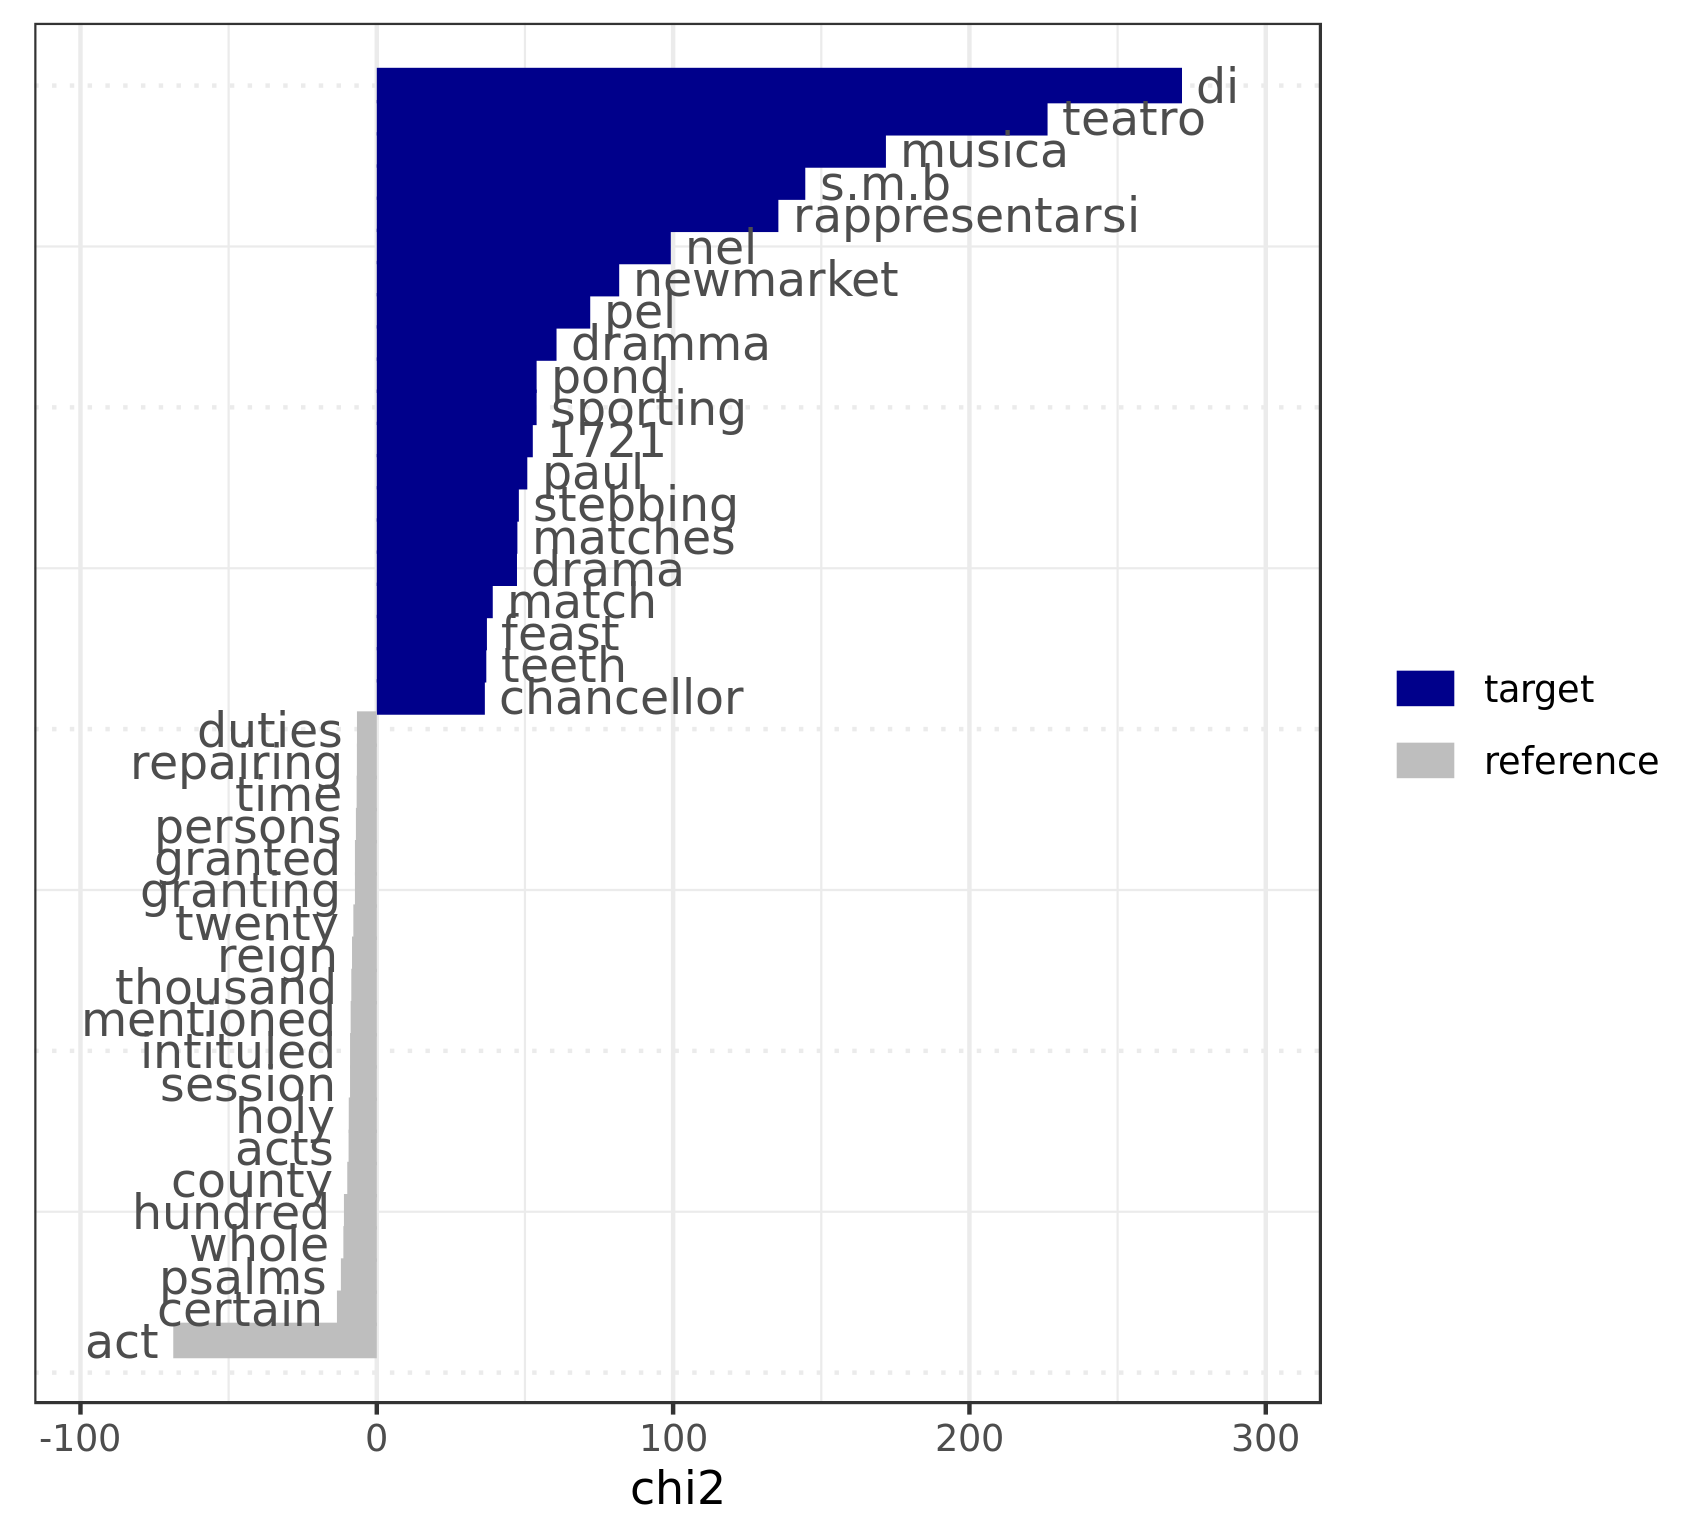 di
teatro
musica
s.m.b
rappresentarsi
nel
newmarket
pel
dramma
pond
sporting
1721
paul
stebbing
matches
drama
match
feast
teeth
chancellor
duties
repairing
time
persons
granted
granting
twenty
reign
thousand
mentioned
intituled
session
holy
acts
county
hundred
whole
psalms
certain
act
target
reference
-100 0 100 200 300
chi2